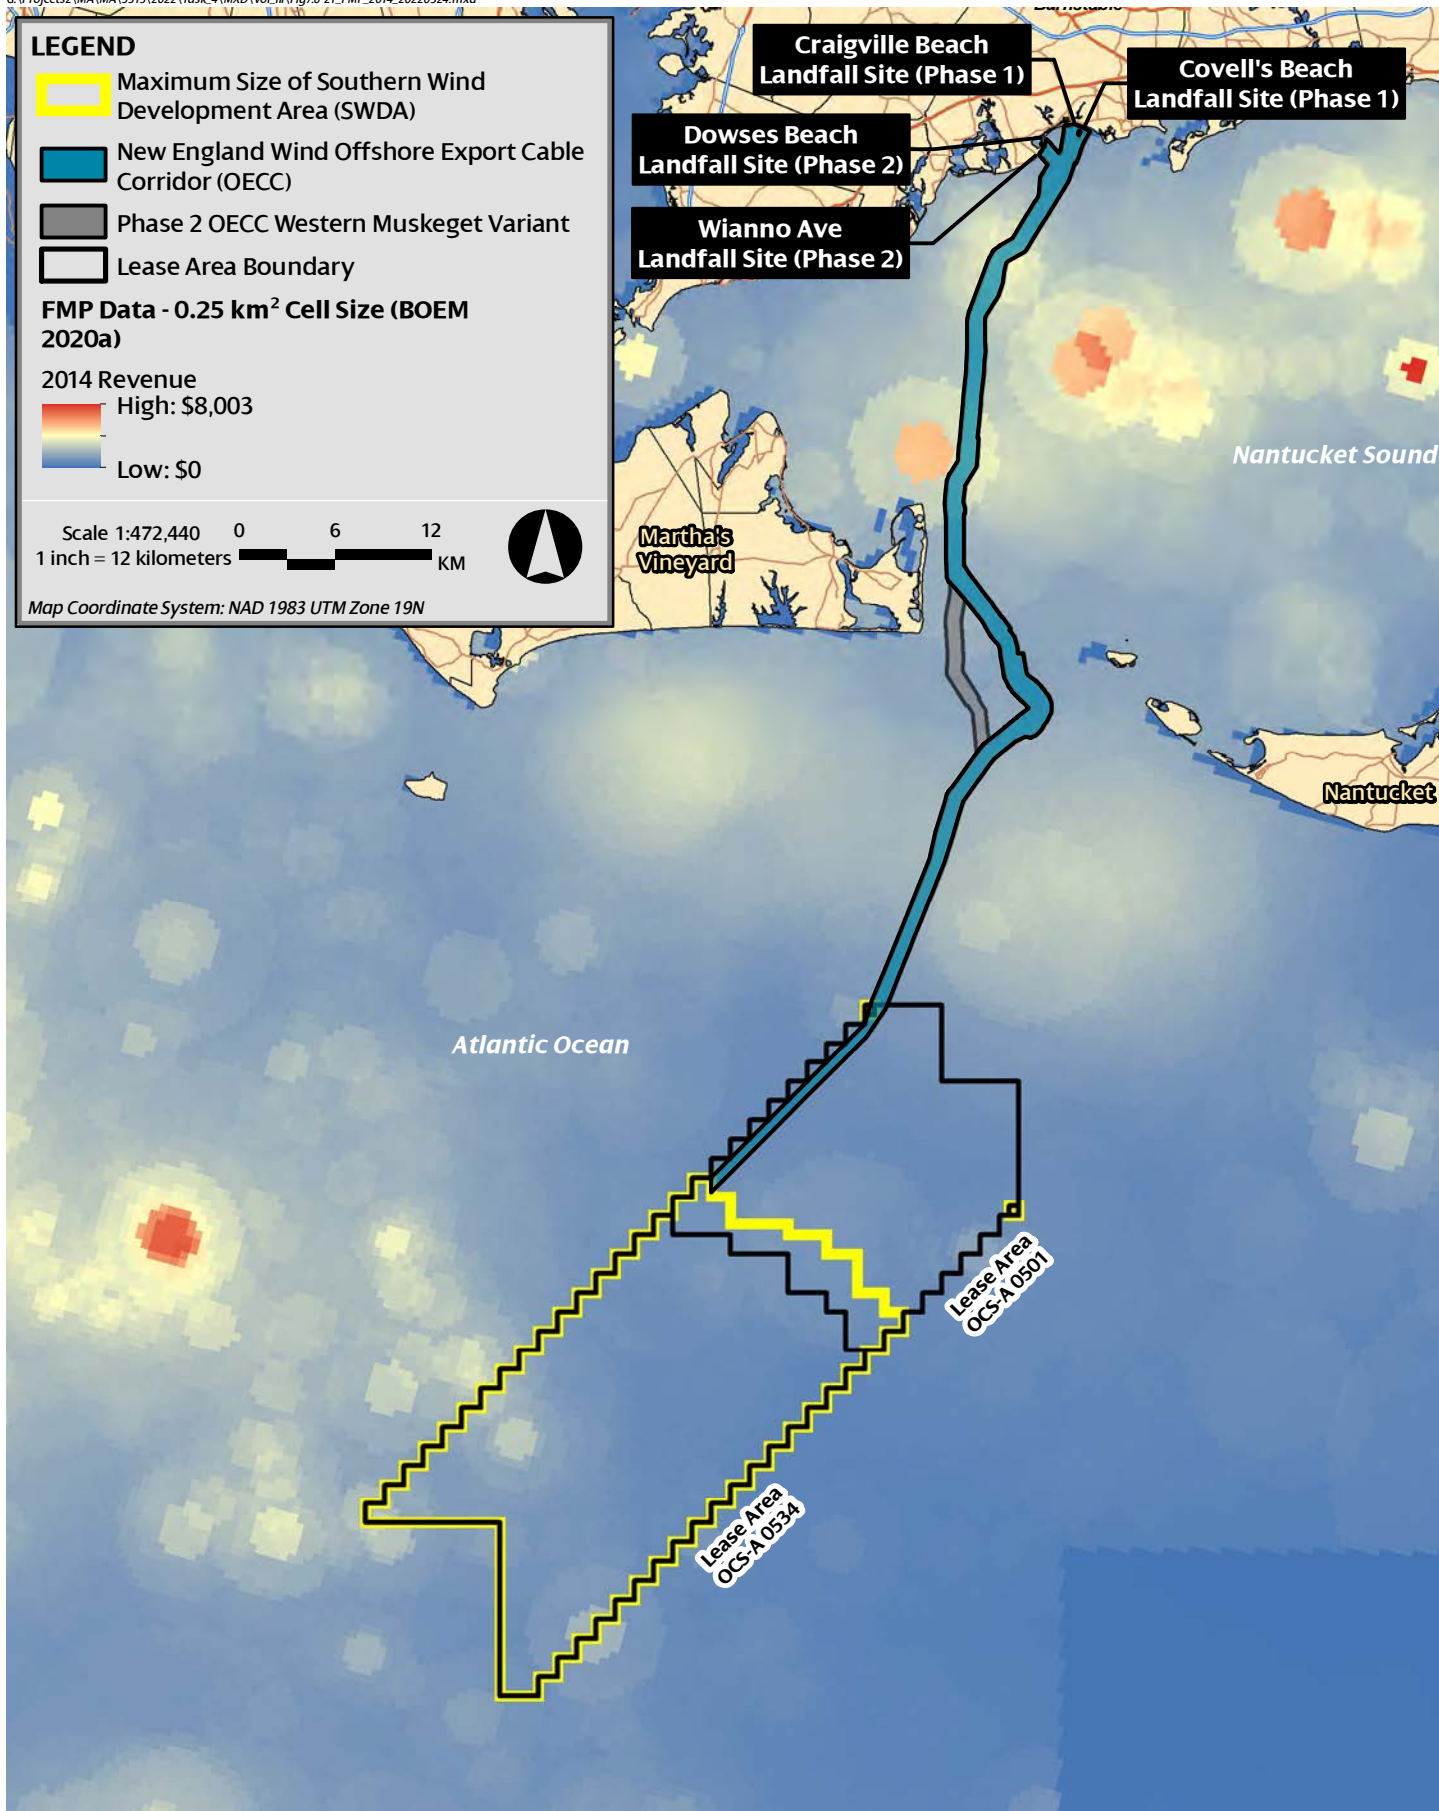 LEGEND
Maximum Size of Southern Wind
Development Area (SWDA)
New England Wind Offshore Export Cable
Corridor (OECC)
Phase 2 OECC Western Muskeget Variant
Lease Area Boundary
FMP Data - 0.25 km² Cell Size (BOEM
2020a)
2014 Revenue
High: $8,003
Low: $0
Scale 1:472,440
1 inch = 12 kilometers
0 6 12
KM
Map Coordinate System: NAD 1983 UTM Zone 19N
Craigville Beach
Landfall Site (Phase 1)
Covell's Beach
Landfall Site (Phase 1)
Dowses Beach
Landfall Site (Phase 2)
Wianno Ave
Landfall Site (Phase 2)
Nantucket Sound
Martha's
Vineyard
Nantucket
Atlantic Ocean
Lease Area
OCS-A 0501
Lease Area
OCS-A 0534